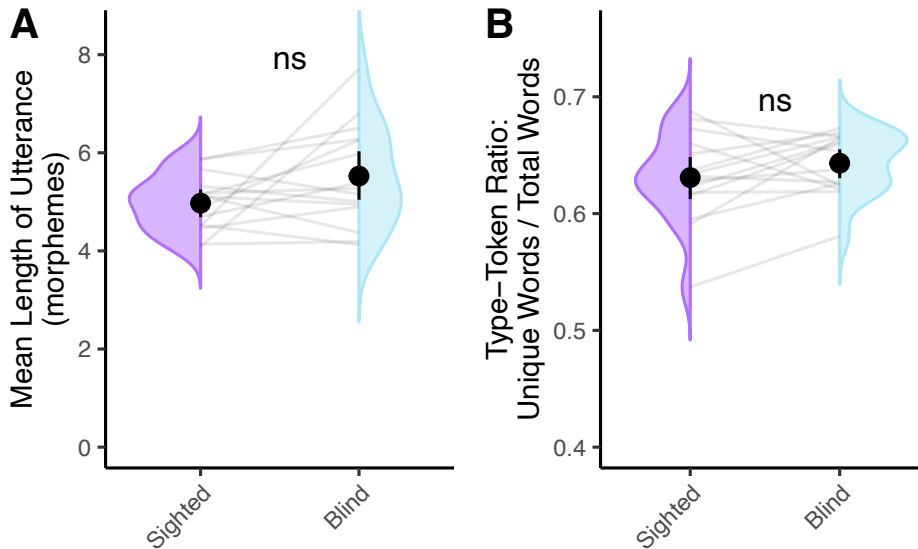 A
Mean Length of Utterance
(morphemes)
8
6
4
2
0
ns
Sighted
Blind
B
Type−Token Ratio:
Unique Words / Total Words
0.7
0.6
0.5
0.4
ns
Sighted
Blind